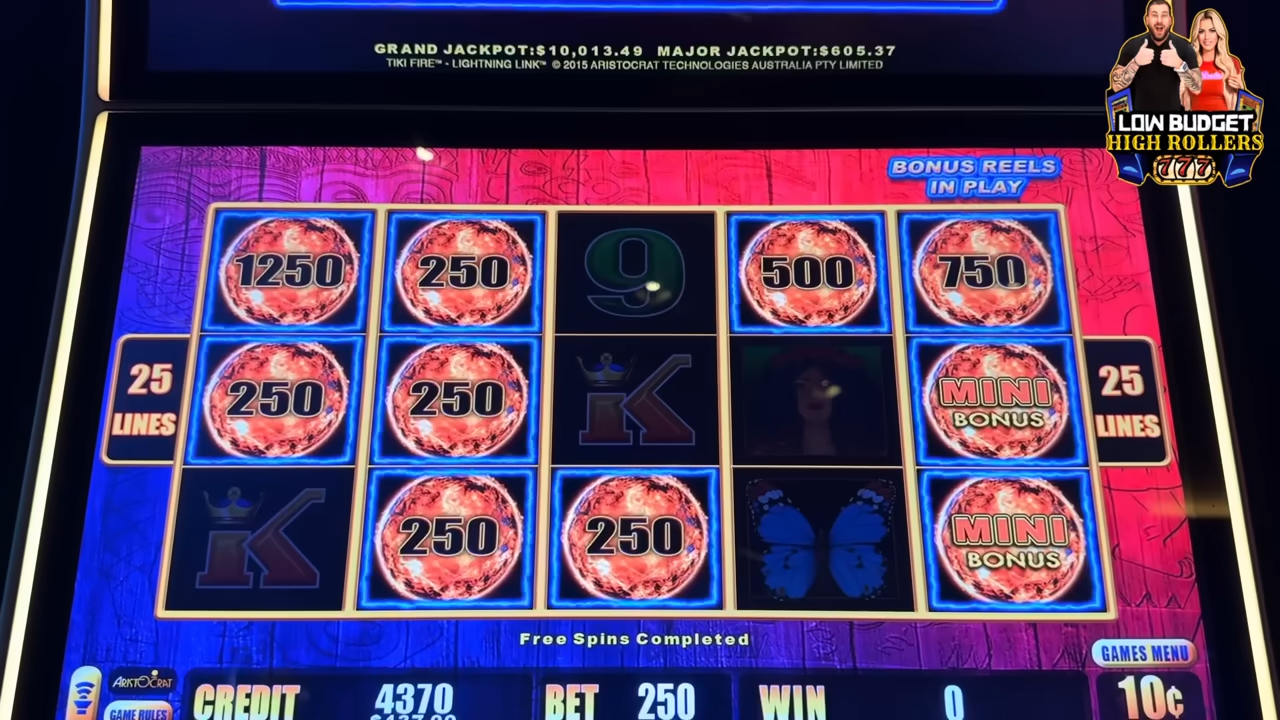 GRAND JACKPOT:$10,013.49 MAJOR JACKPOT:$605.37
TIKI FIRE™ - LIGHTNING LINK™ © 2015 ARISTOCRAT TECHNOLOGIES AUSTRALIA PTY LIMITED
LOW BUDGET
HIGH ROLLERS
777
BONUS REELS
IN PLAY
1250 250 9 500 750
25
LINES
250 250 K MINI
BONUS
25
LINES
K 250 250 MINI
BONUS
Free Spins Completed
GAMES MENU
ARISTOCRAT
GAME RULES
CREDIT 4370 BET 250 WIN 0 10¢